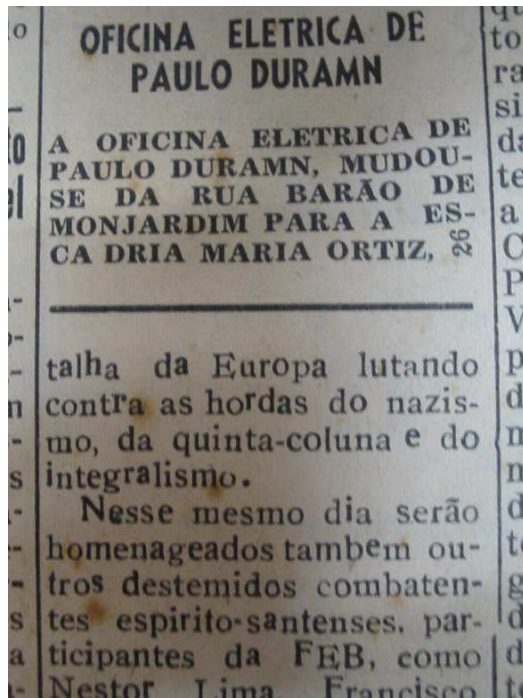 OFICINA ELETRICA DE
PAULO DURAMN
A OFICINA ELETRICA DE
PAULO DURAMN, MUDOU-
SE DA RUA BARÃO DE
MONJARDIM PARA A ES-
CA DRIA MARIA ORTIZ, 26
talha da Europa lutando
contra as hordas do nazis-
mo, da quinta-coluna e do
integralismo.
Nesse mesmo dia serão
homenageados tambem ou-
tros destemidos combaten-
tes espirito-santenses, par-
ticipantes da FEB, como
Nestor Lima Francisco